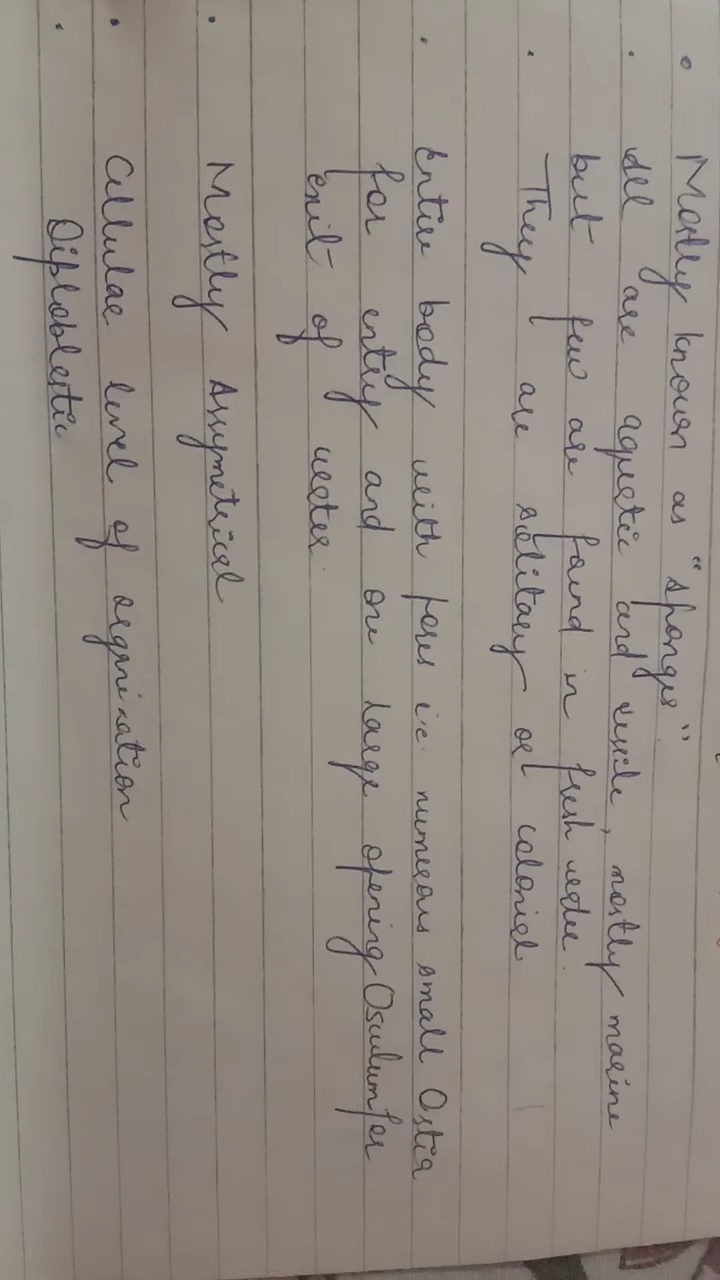 • Mostly known as "sponges"
• All are aquatic and sessile, mostly marine
but few are found in fresh water.
• They are solitary or colonial
• Entire body with pores i.e. numerous small Ostia
for entry and one large opening Osculum for
exit of water.
• Mostly Assymetrical
• Cellular level of organization
• Diploblastic